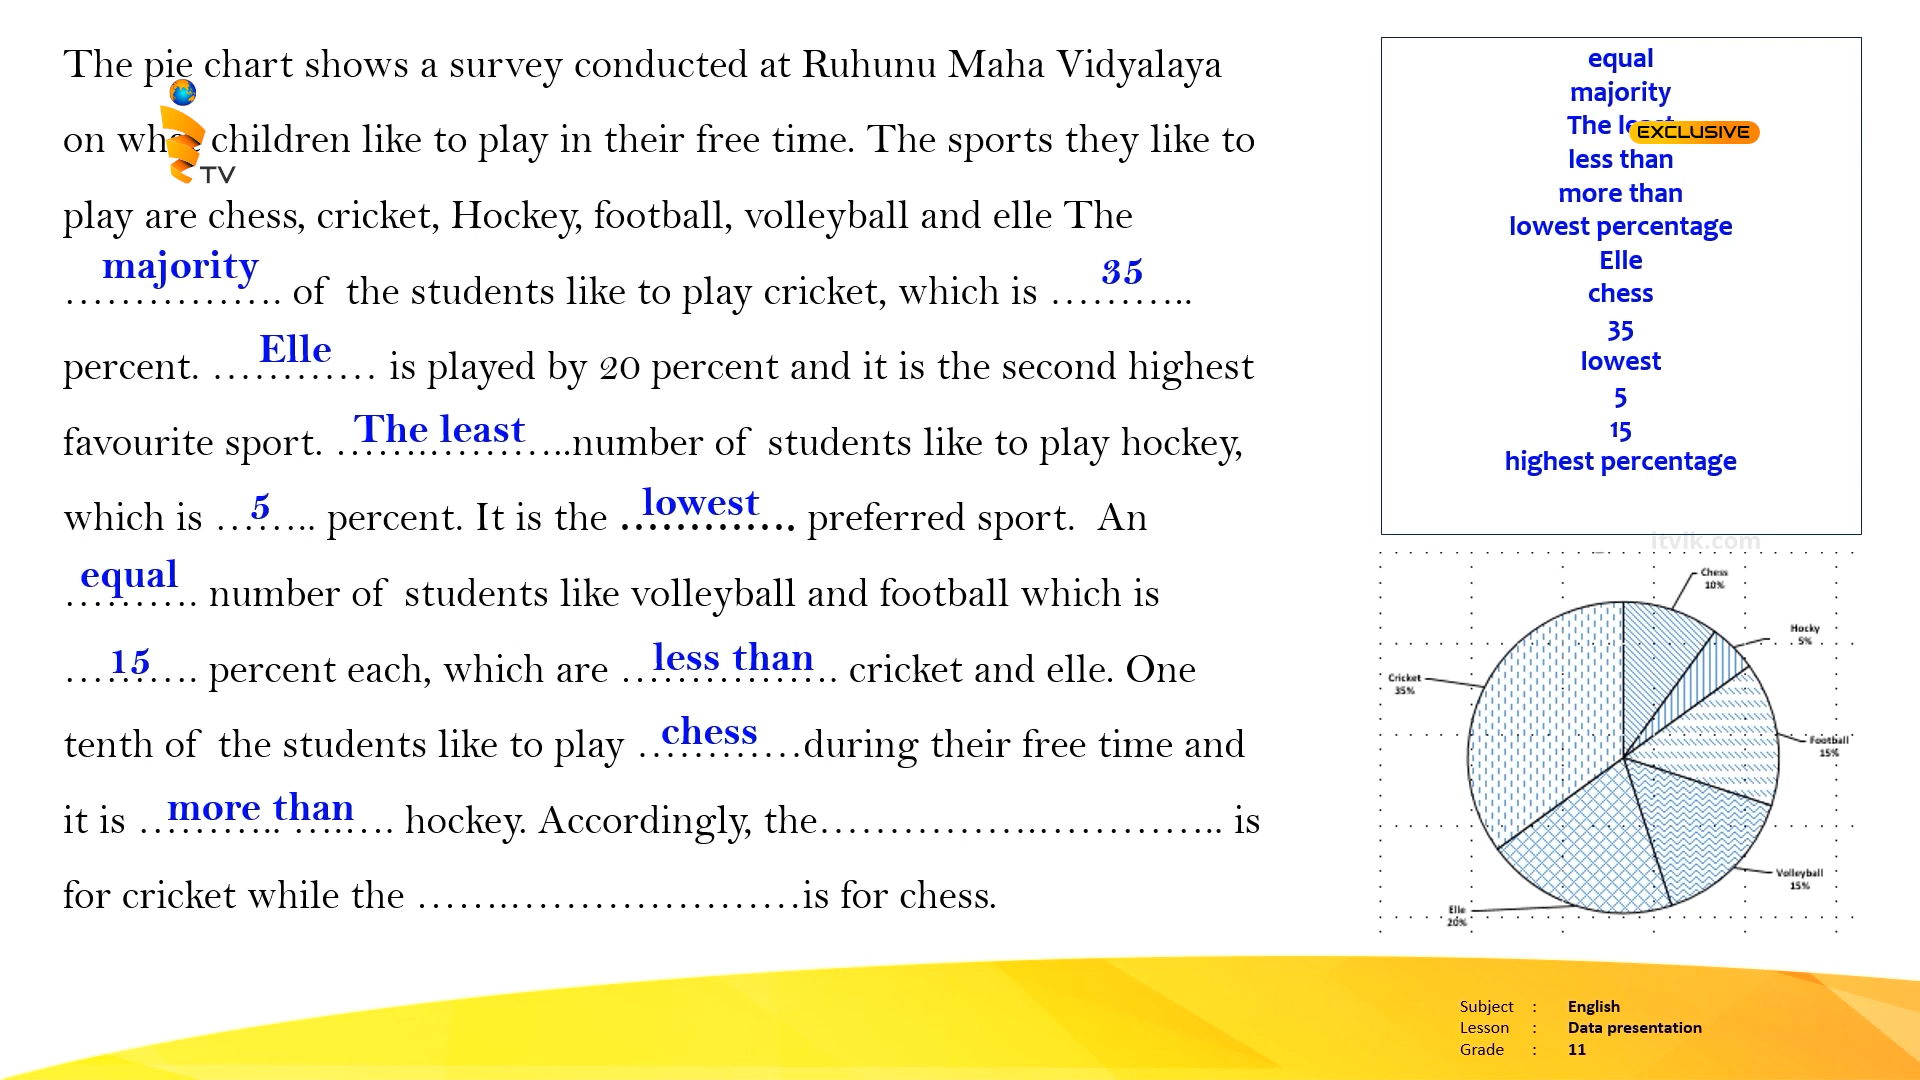 The pie chart shows a survey conducted at Ruhunu Maha Vidyalaya
on what children like to play in their free time. The sports they like to
play are chess, cricket, Hockey, football, volleyball and elle The
majority of the students like to play cricket, which is 35
percent. Elle is played by 20 percent and it is the second highest
favourite sport. The least number of students like to play hockey,
which is 5 percent. It is the lowest preferred sport. An
equal number of students like volleyball and football which is
15 percent each, which are less than cricket and elle. One
tenth of the students like to play chess during their free time and
it is more than hockey. Accordingly, the…………………………….. is
for cricket while the ……………………………is for chess.
TV
equal
majority
The least
EXCLUSIVE
less than
more than
lowest percentage
Elle
chess
35
lowest
5
15
highest percentage
itvlk.com
Chess
10%
Hocky
5%
Cricket
35%
Football
15%
Volleyball
15%
Elle
20%
Subject : English
Lesson : Data presentation
Grade : 11